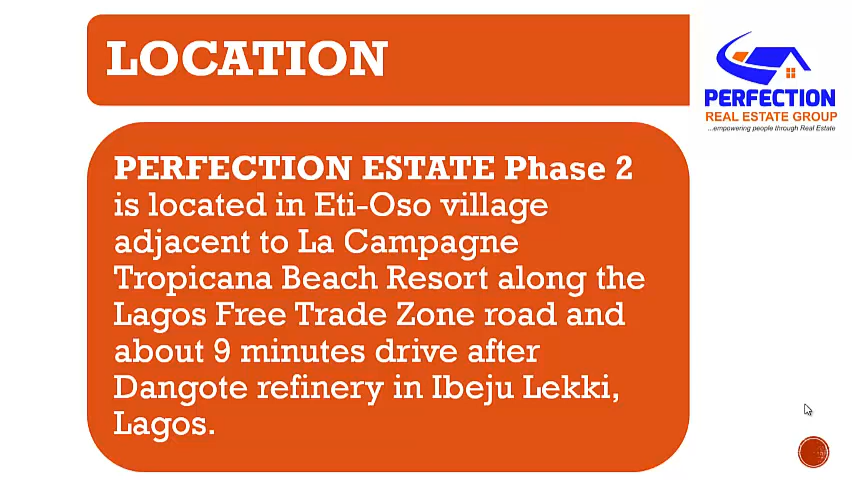 LOCATION
PERFECTION
REAL ESTATE GROUP
...empowering people through Real Estate
PERFECTION ESTATE Phase 2
is located in Eti-Oso village
adjacent to La Campagne
Tropicana Beach Resort along the
Lagos Free Trade Zone road and
about 9 minutes drive after
Dangote refinery in Ibeju Lekki,
Lagos.